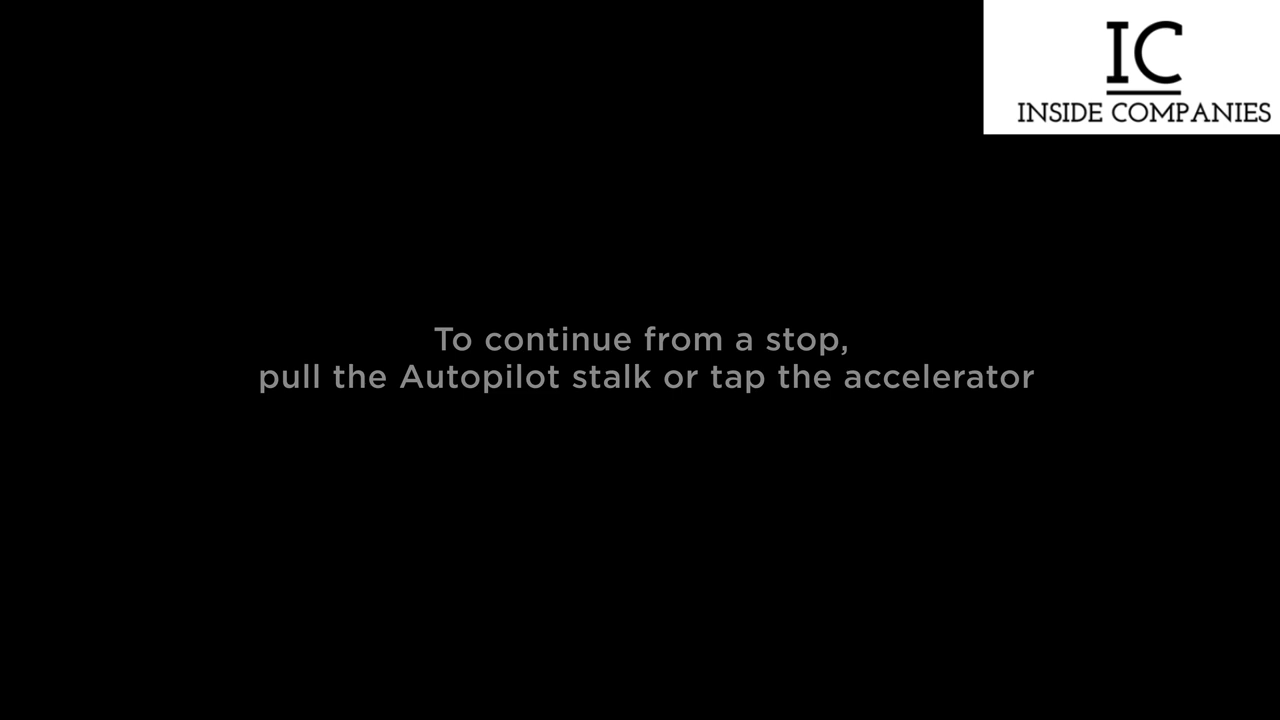 IC
INSIDE COMPANIES
To continue from a stop,
pull the Autopilot stalk or tap the accelerator